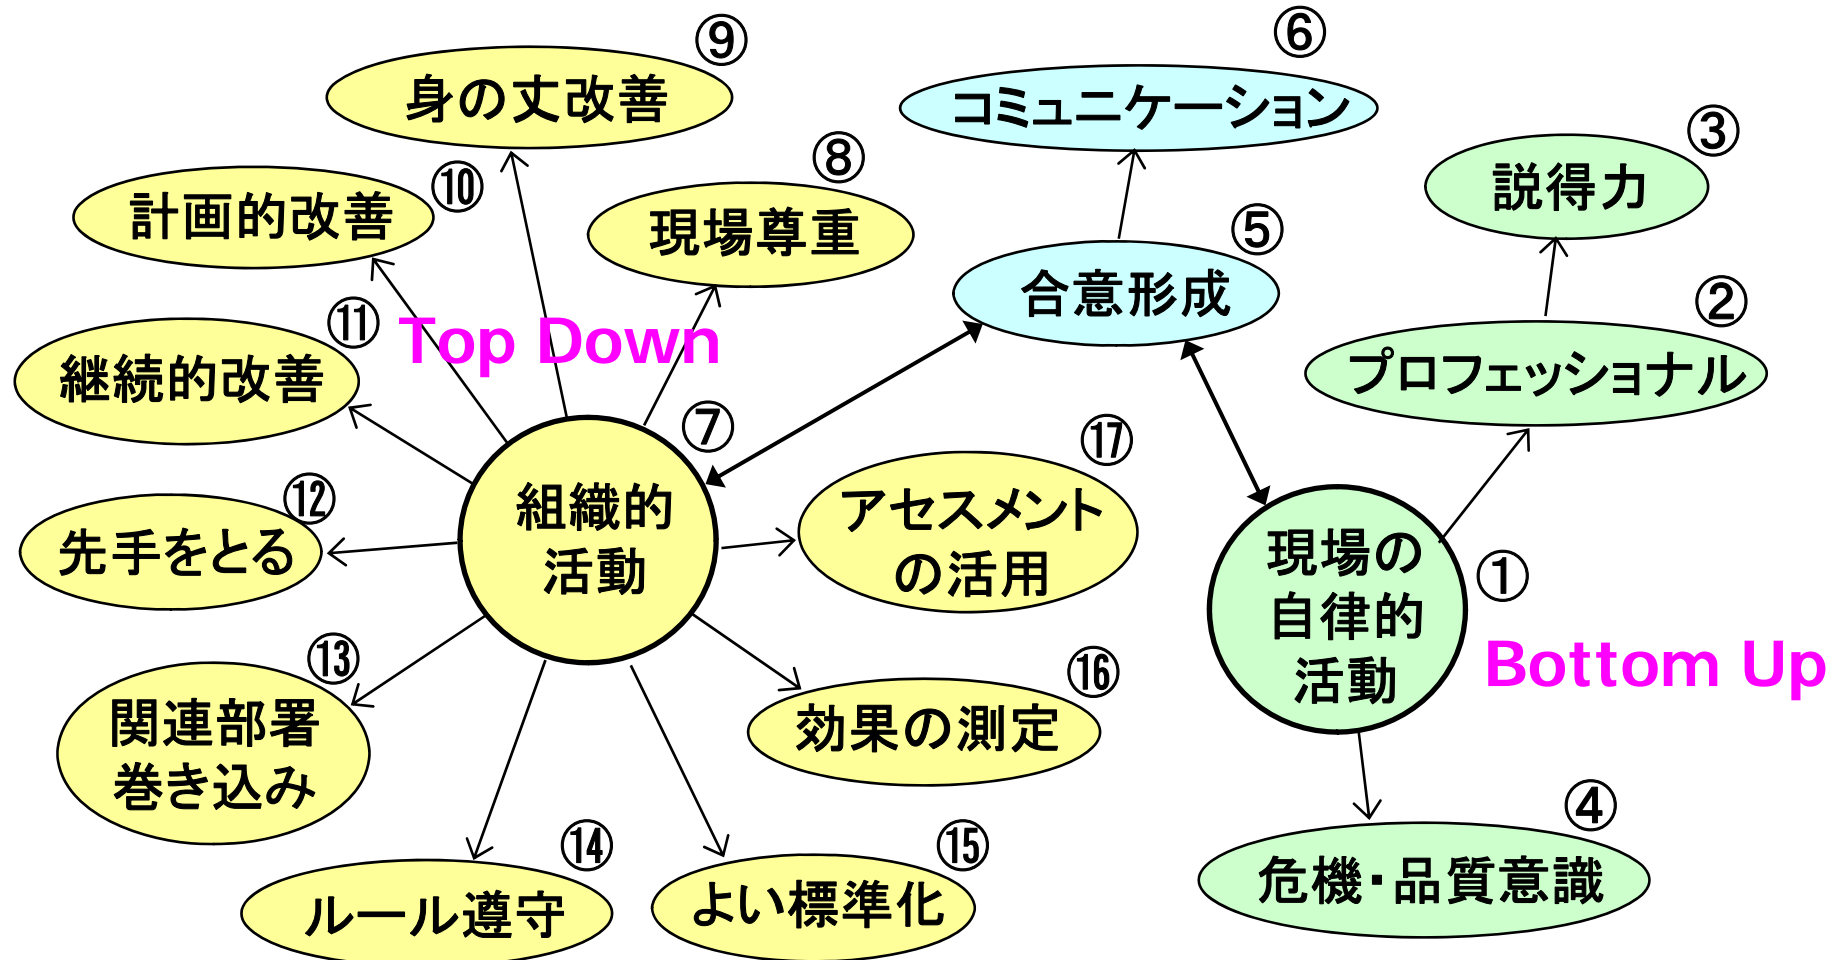 ⑨
身の丈改善
⑥
コミュニケーション
③
説得力
⑩
計画的改善
⑧
現場尊重
⑤
合意形成
②
プロフェッショナル
⑪
継続的改善
Top Down
⑦
組織的
活動
⑰
アセスメント
の活用
⑫
先手をとる
①
現場の
自律的
活動
Bottom Up
⑬
関連部署
巻き込み
⑯
効果の測定
⑭
ルール遵守
⑮
よい標準化
④
危機・品質意識